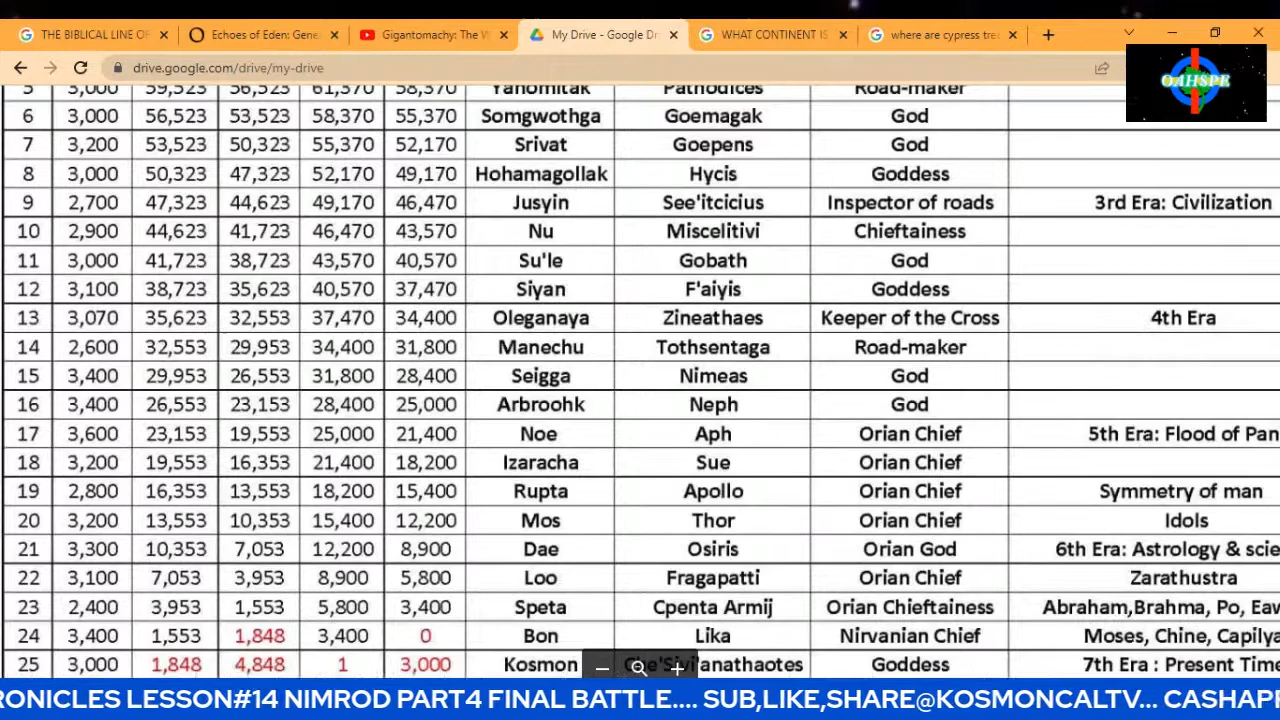 THE BIBLICAL LINE OF Echoes of Eden: Gene Gigantomachy: The W My Drive - Google Dr WHAT CONTINENT IS where are cypress tree
drive.google.com/drive/my-drive
OAHSPE
5 3,000 59,523 56,523 61,370 58,370 Yahomitak Pathodices Road-maker
6 3,000 56,523 53,523 58,370 55,370 Somgwothga Goemagak God
7 3,200 53,523 50,323 55,370 52,170 Srivat Goepens God
8 3,000 50,323 47,323 52,170 49,170 Hohamagollak Hycis Goddess
9 2,700 47,323 44,623 49,170 46,470 Jusyin See'itcicius Inspector of roads 3rd Era: Civilization
10 2,900 44,623 41,723 46,470 43,570 Nu Miscelitivi Chieftainess
11 3,000 41,723 38,723 43,570 40,570 Su'le Gobath God
12 3,100 38,723 35,623 40,570 37,470 Siyan F'aiyis Goddess
13 3,070 35,623 32,553 37,470 34,400 Oleganaya Zineathaes Keeper of the Cross 4th Era
14 2,600 32,553 29,953 34,400 31,800 Manechu Tothsentaga Road-maker
15 3,400 29,953 26,553 31,800 28,400 Seigga Nimeas God
16 3,400 26,553 23,153 28,400 25,000 Arbroohk Neph God
17 3,600 23,153 19,553 25,000 21,400 Noe Aph Orian Chief 5th Era: Flood of Pan
18 3,200 19,553 16,353 21,400 18,200 Izaracha Sue Orian Chief
19 2,800 16,353 13,553 18,200 15,400 Rupta Apollo Orian Chief Symmetry of man
20 3,200 13,553 10,353 15,400 12,200 Mos Thor Orian Chief Idols
21 3,300 10,353 7,053 12,200 8,900 Dae Osiris Orian God 6th Era: Astrology & scie
22 3,100 7,053 3,953 8,900 5,800 Loo Fragapatti Orian Chief Zarathustra
23 2,400 3,953 1,553 5,800 3,400 Speta Cpenta Armij Orian Chieftainess Abraham,Brahma, Po, Eaw
24 3,400 1,553 1,848 3,400 0 Bon Lika Nirvanian Chief Moses, Chine, Capilya
25 3,000 1,848 4,848 1 3,000 Kosmon Che'Sivi'anathaotes Goddess 7th Era : Present Time
RONICLES LESSON#14 NIMROD PART4 FINAL BATTLE.... SUB,LIKE,SHARE@KOSMONCALTV... CASHAPP